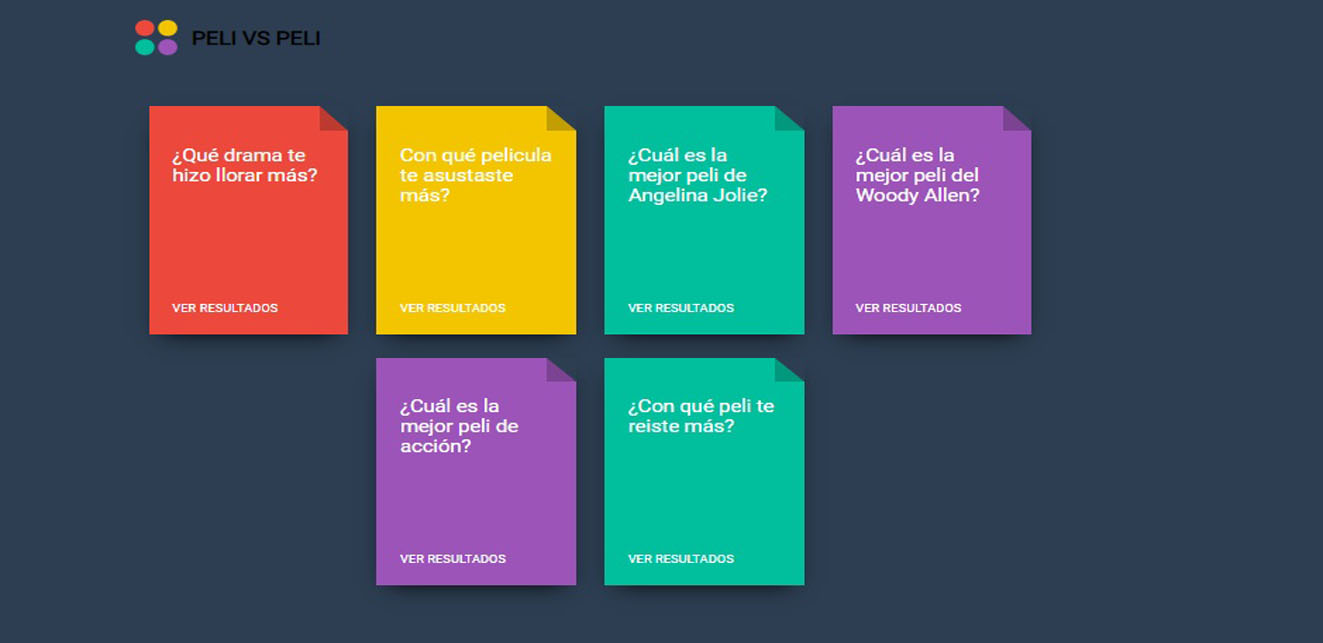 PELI VS PELI
¿Qué drama te
hizo llorar más?
VER RESULTADOS
Con qué pelicula
te asustaste
más?
VER RESULTADOS
¿Cuál es la
mejor peli de
Angelina Jolie?
VER RESULTADOS
¿Cuál es la
mejor peli del
Woody Allen?
VER RESULTADOS
¿Cuál es la
mejor peli de
acción?
VER RESULTADOS
¿Con qué peli te
reiste más?
VER RESULTADOS